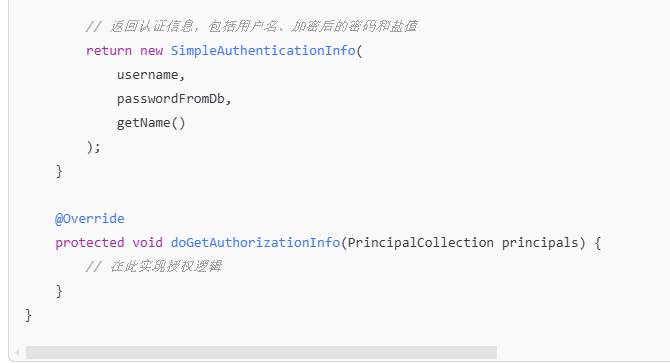 // 返回认证信息，包括用户名、加密后的密码和盐值
return new SimpleAuthenticationInfo(
username,
passwordFromDb,
getName()
);
}
@Override
protected void doGetAuthorizationInfo(PrincipalCollection principals) {
// 在此实现授权逻辑
}
}